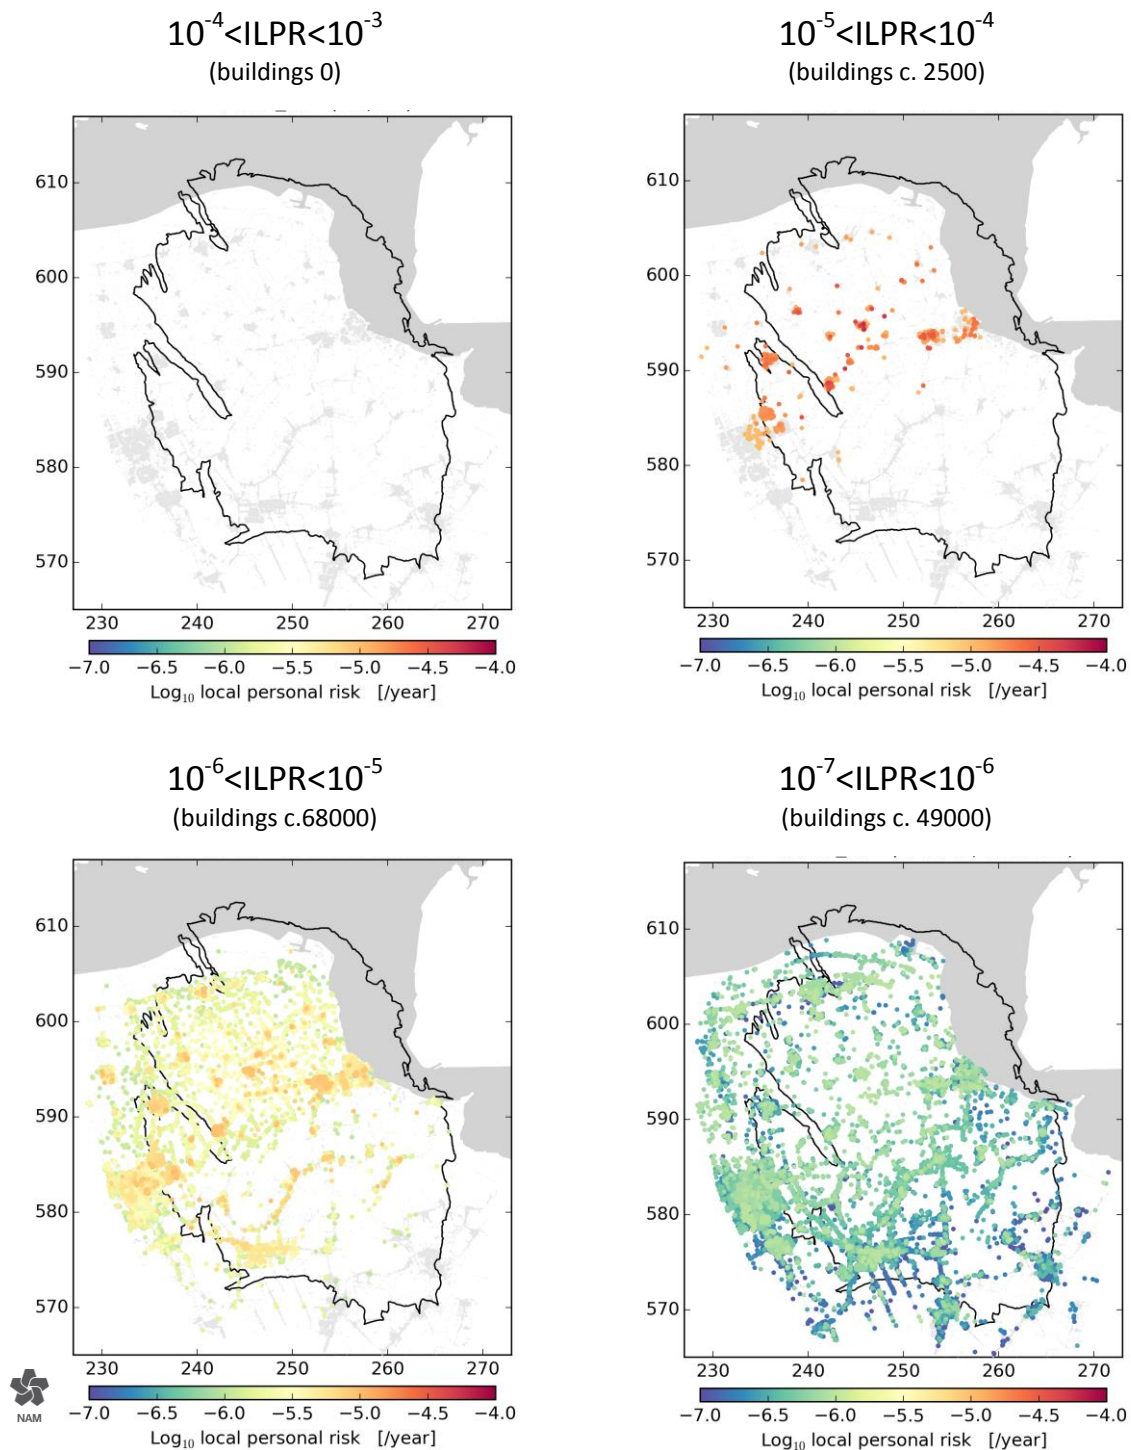 10⁻⁴<ILPR<10⁻³
(buildings 0)
610
600
590
580
570
230 240 250 260 270
−7.0 −6.5 −6.0 −5.5 −5.0 −4.5 −4.0
Log₁₀ local personal risk [/year]
10⁻⁵<ILPR<10⁻⁴
(buildings c. 2500)
610
600
590
580
570
230 240 250 260 270
−7.0 −6.5 −6.0 −5.5 −5.0 −4.5 −4.0
Log₁₀ local personal risk [/year]
10⁻⁶<ILPR<10⁻⁵
(buildings c.68000)
610
600
590
580
570
230 240 250 260 270
−7.0 −6.5 −6.0 −5.5 −5.0 −4.5 −4.0
Log₁₀ local personal risk [/year]
NAM
10⁻⁷<ILPR<10⁻⁶
(buildings c. 49000)
610
600
590
580
570
230 240 250 260 270
−7.0 −6.5 −6.0 −5.5 −5.0 −4.5 −4.0
Log₁₀ local personal risk [/year]